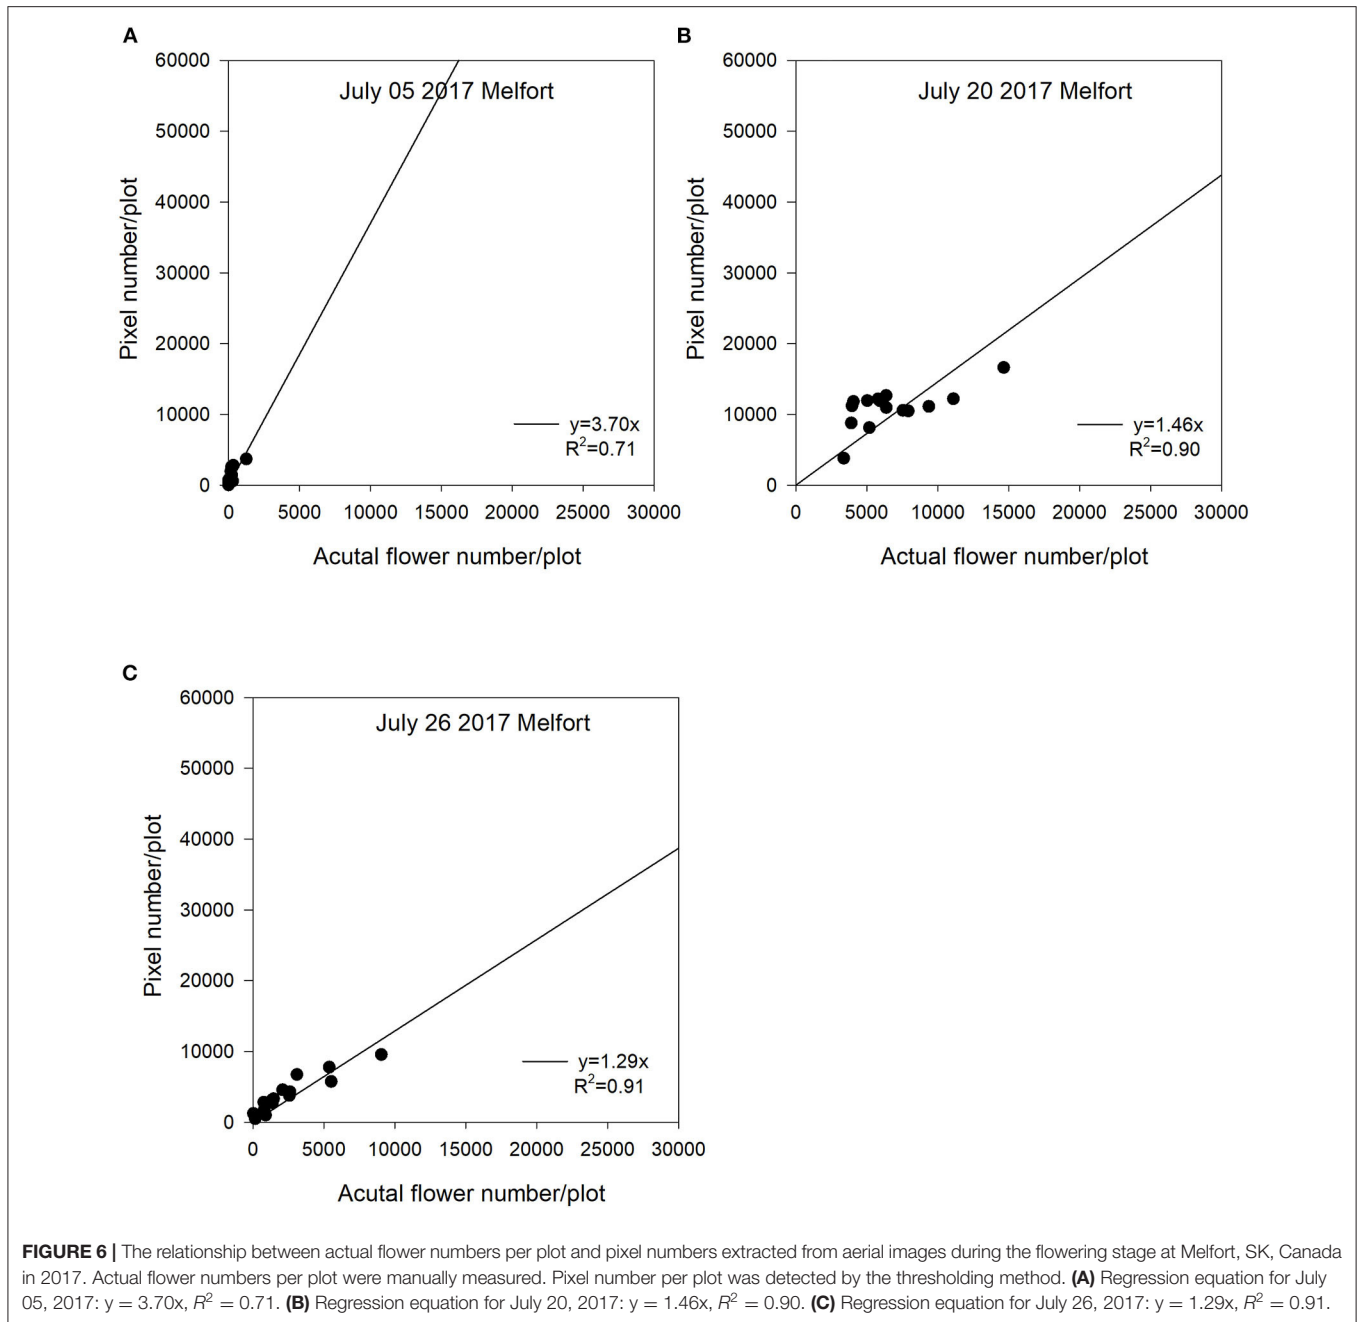 A
July 05 2017 Melfort
Pixel number/plot
60000
50000
40000
30000
20000
10000
0
y=3.70x
R²=0.71
0 5000 10000 15000 20000 25000 30000
Acutal flower number/plot
B
July 20 2017 Melfort
Pixel number/plot
60000
50000
40000
30000
20000
10000
0
y=1.46x
R²=0.90
0 5000 10000 15000 20000 25000 30000
Actual flower number/plot
C
July 26 2017 Melfort
Pixel number/plot
60000
50000
40000
30000
20000
10000
0
y=1.29x
R²=0.91
0 5000 10000 15000 20000 25000 30000
Acutal flower number/plot
FIGURE 6 | The relationship between actual flower numbers per plot and pixel numbers extracted from aerial images during the flowering stage at Melfort, SK, Canada
in 2017. Actual flower numbers per plot were manually measured. Pixel number per plot was detected by the thresholding method. (A) Regression equation for July
05, 2017: y = 3.70x, R² = 0.71. (B) Regression equation for July 20, 2017: y = 1.46x, R² = 0.90. (C) Regression equation for July 26, 2017: y = 1.29x, R² = 0.91.